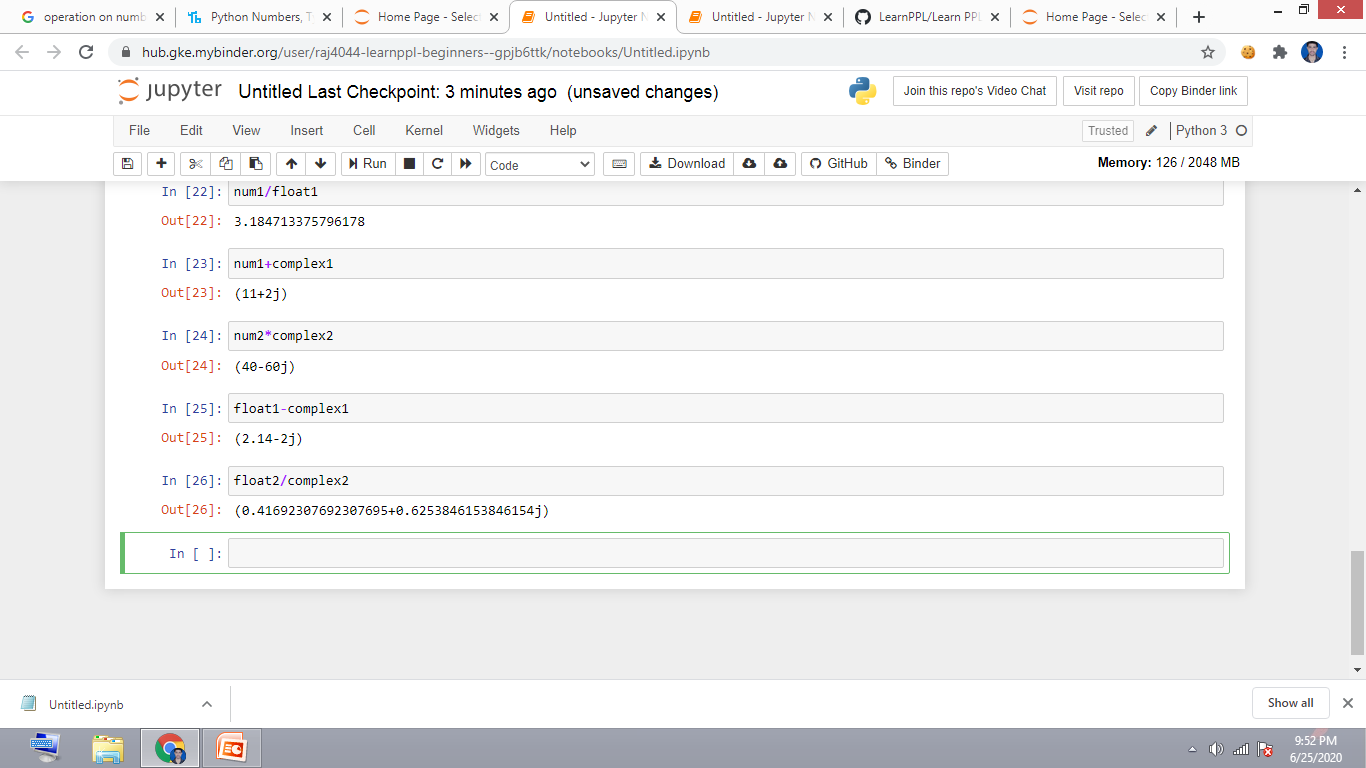 operation on numb
Python Numbers, Ty
Home Page - Select
Untitled - Jupyter N
Untitled - Jupyter N
LearnPPL/Learn PPL
Home Page - Selec
hub.gke.mybinder.org/user/raj4044-learnppl-beginners--gpjb6ttk/notebooks/Untitled.ipynb
jupyter Untitled Last Checkpoint: 3 minutes ago (unsaved changes)
Join this repo's Video Chat Visit repo Copy Binder link
File Edit View Insert Cell Kernel Widgets Help Trusted Python 3
Run Code Download GitHub Binder Memory: 126 / 2048 MB
In [22]: num1/float1
Out[22]: 3.184713375796178
In [23]: num1+complex1
Out[23]: (11+2j)
In [24]: num2*complex2
Out[24]: (40-60j)
In [25]: float1-complex1
Out[25]: (2.14-2j)
In [26]: float2/complex2
Out[26]: (0.41692307692307695+0.6253846153846154j)
In [ ]:
Untitled.ipynb Show all
9:52 PM
6/25/2020